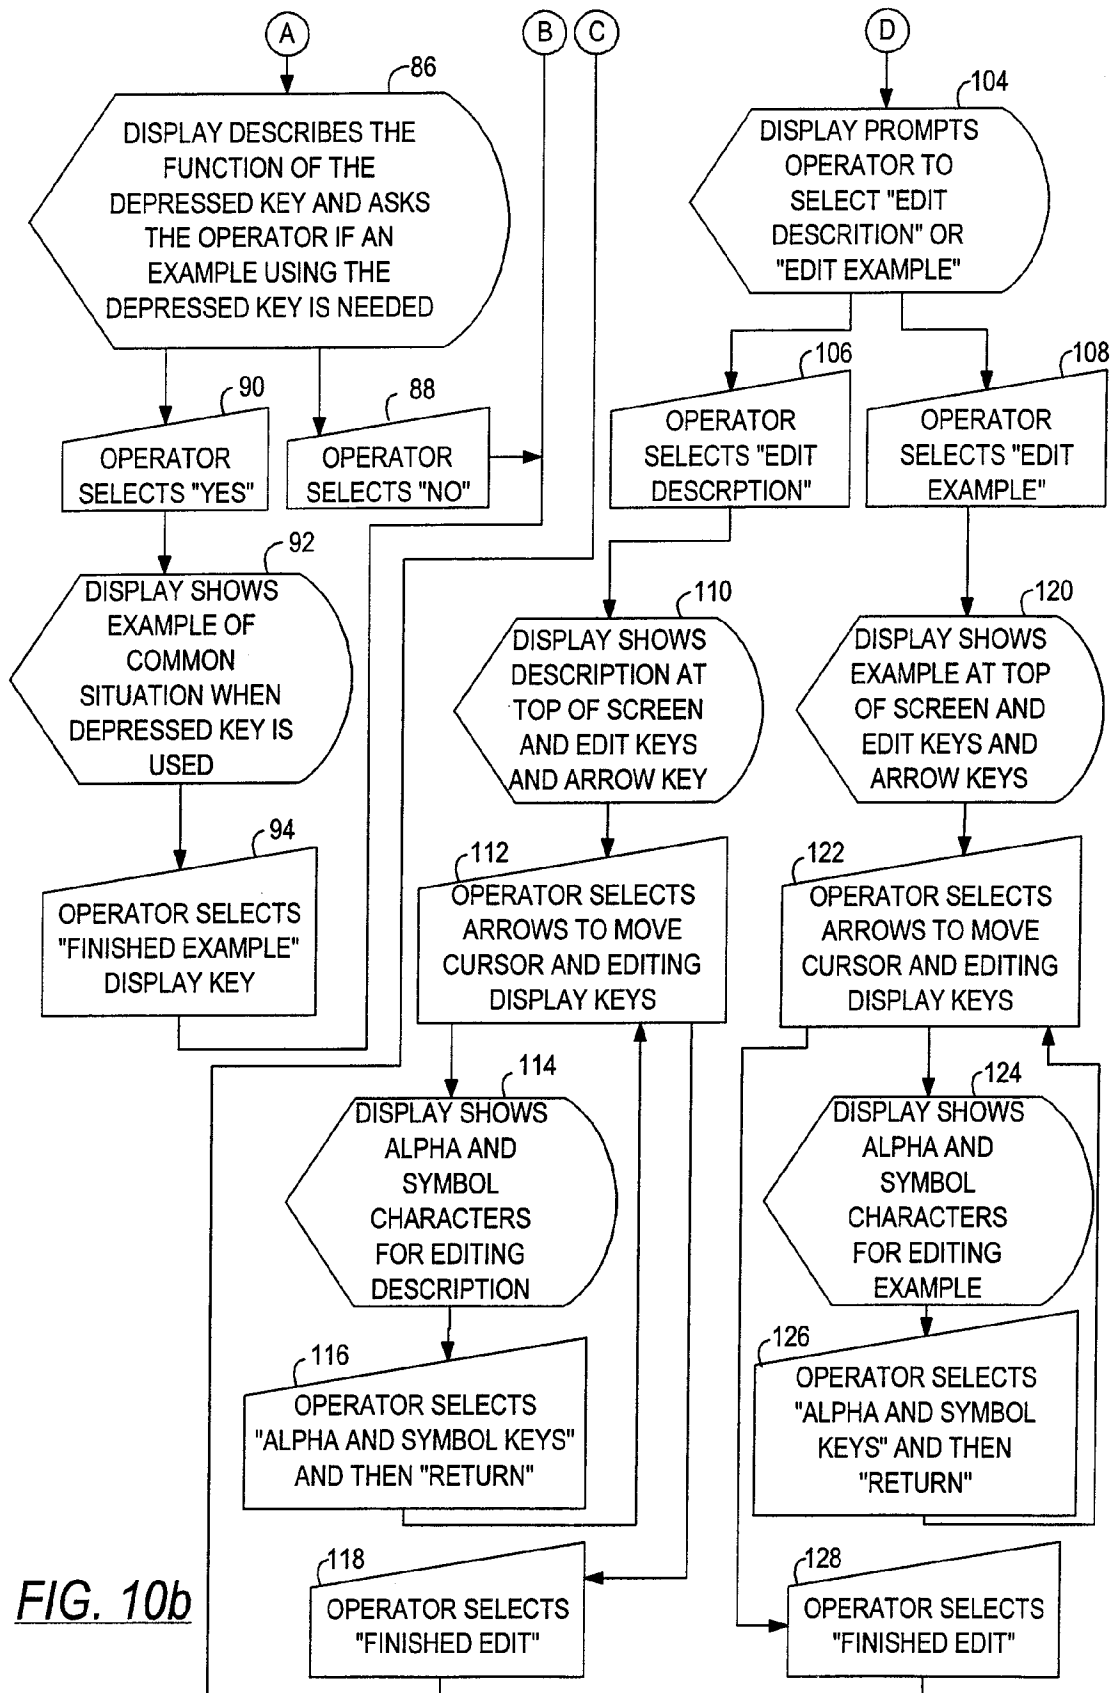 A
B
C
D
86
DISPLAY DESCRIBES THE
FUNCTION OF THE
DEPRESSED KEY AND ASKS
THE OPERATOR IF AN
EXAMPLE USING THE
DEPRESSED KEY IS NEEDED
90
OPERATOR
SELECTS "YES"
88
OPERATOR
SELECTS "NO"
92
DISPLAY SHOWS
EXAMPLE OF
COMMON
SITUATION WHEN
DEPRESSED KEY IS
USED
94
OPERATOR SELECTS
"FINISHED EXAMPLE"
DISPLAY KEY
104
DISPLAY PROMPTS
OPERATOR TO
SELECT "EDIT
DESCRITION" OR
"EDIT EXAMPLE"
106
OPERATOR
SELECTS "EDIT
DESCRPTION"
108
OPERATOR
SELECTS "EDIT
EXAMPLE"
110
DISPLAY SHOWS
DESCRIPTION AT
TOP OF SCREEN
AND EDIT KEYS
AND ARROW KEY
120
DISPLAY SHOWS
EXAMPLE AT TOP
OF SCREEN AND
EDIT KEYS AND
ARROW KEYS
112
OPERATOR SELECTS
ARROWS TO MOVE
CURSOR AND EDITING
DISPLAY KEYS
122
OPERATOR SELECTS
ARROWS TO MOVE
CURSOR AND EDITING
DISPLAY KEYS
114
DISPLAY SHOWS
ALPHA AND
SYMBOL
CHARACTERS
FOR EDITING
DESCRIPTION
124
DISPLAY SHOWS
ALPHA AND
SYMBOL
CHARACTERS
FOR EDITING
EXAMPLE
116
OPERATOR SELECTS
"ALPHA AND SYMBOL KEYS"
AND THEN "RETURN"
126
OPERATOR SELECTS
"ALPHA AND SYMBOL
KEYS" AND THEN
"RETURN"
118
OPERATOR SELECTS
"FINISHED EDIT"
128
OPERATOR SELECTS
"FINISHED EDIT"
FIG. 10b